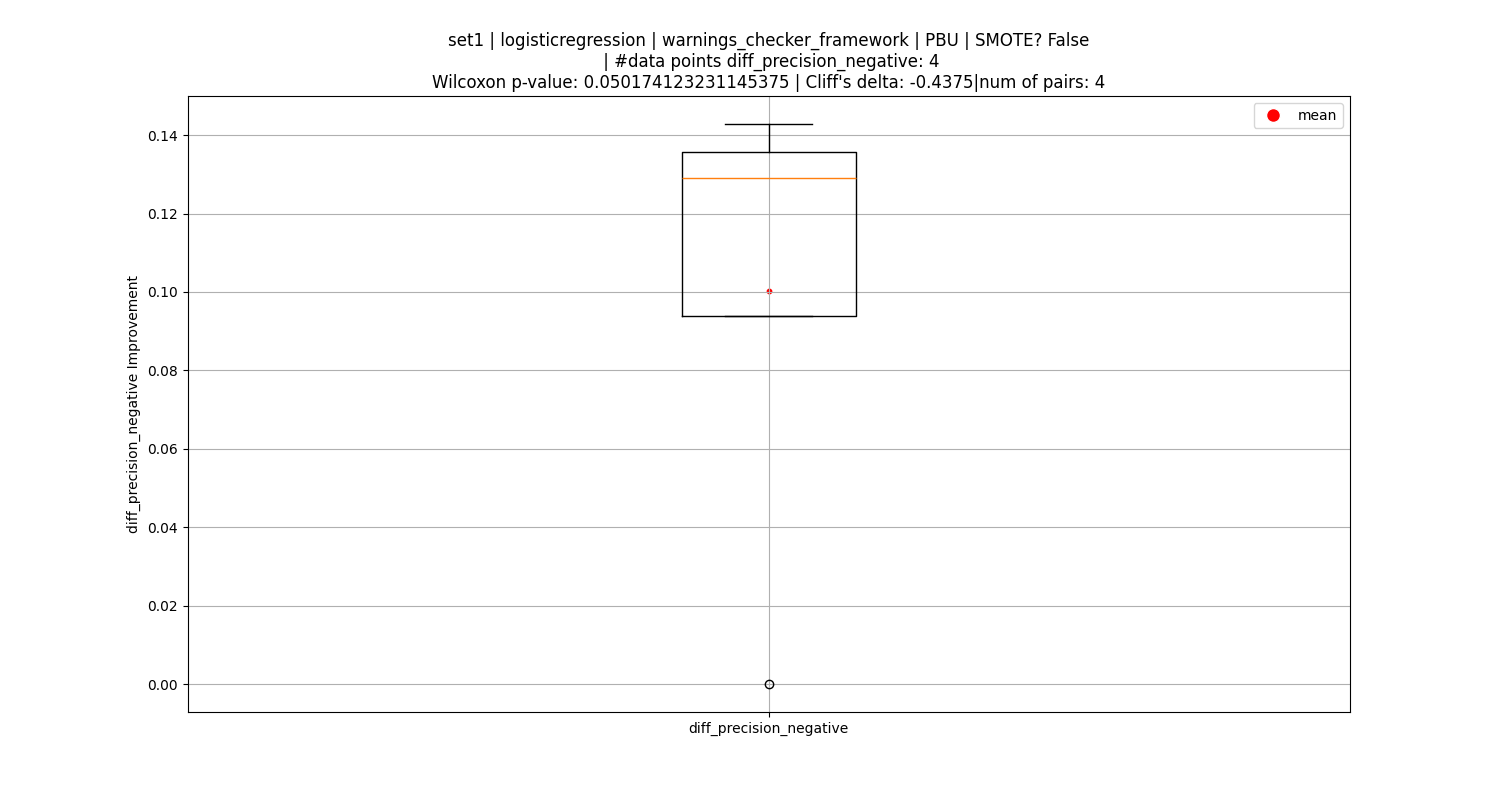 set1 | logisticregression | warnings_checker_framework | PBU | SMOTE? False
| #data points diff_precision_negative: 4
Wilcoxon p-value: 0.050174123231145375 | Cliff's delta: -0.4375|num of pairs: 4
mean
0.14
0.12
0.10
0.08
0.06
0.04
0.02
0.00
diff_precision_negative Improvement
diff_precision_negative